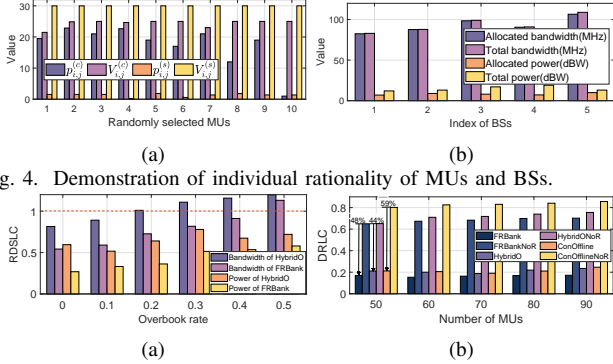 30
20
10
0
Value
p_{i,j}^{(c)} V_{i,j}^{(c)} p_{i,j}^{(s)} V_{i,j}^{(s)}
1 2 3 4 5 6 7 8 9 10
Randomly selected MUs
(a)
100
50
0
Value
Allocated bandwidth(MHz)
Total bandwidth(MHz)
Allocated power(dBW)
Total power(dBW)
1 2 3 4 5
Index of BSs
(b)
g. 4. Demonstration of individual rationality of MUs and BSs.
1
0.5
0
RDSLC
Bandwidth of HybridO
Bandwidth of FRBank
Power of HybridO
Power of FRBank
0 0.1 0.2 0.3 0.4 0.5
Overbook rate
(a)
0.8
0.6
0.4
0.2
0
DRLC
48% 44%
59%
FRBank
FRBankNoR
HybridO
HybridONoR
ConOffline
ConOfflineNoR
50 60 70 80 90
Number of MUs
(b)